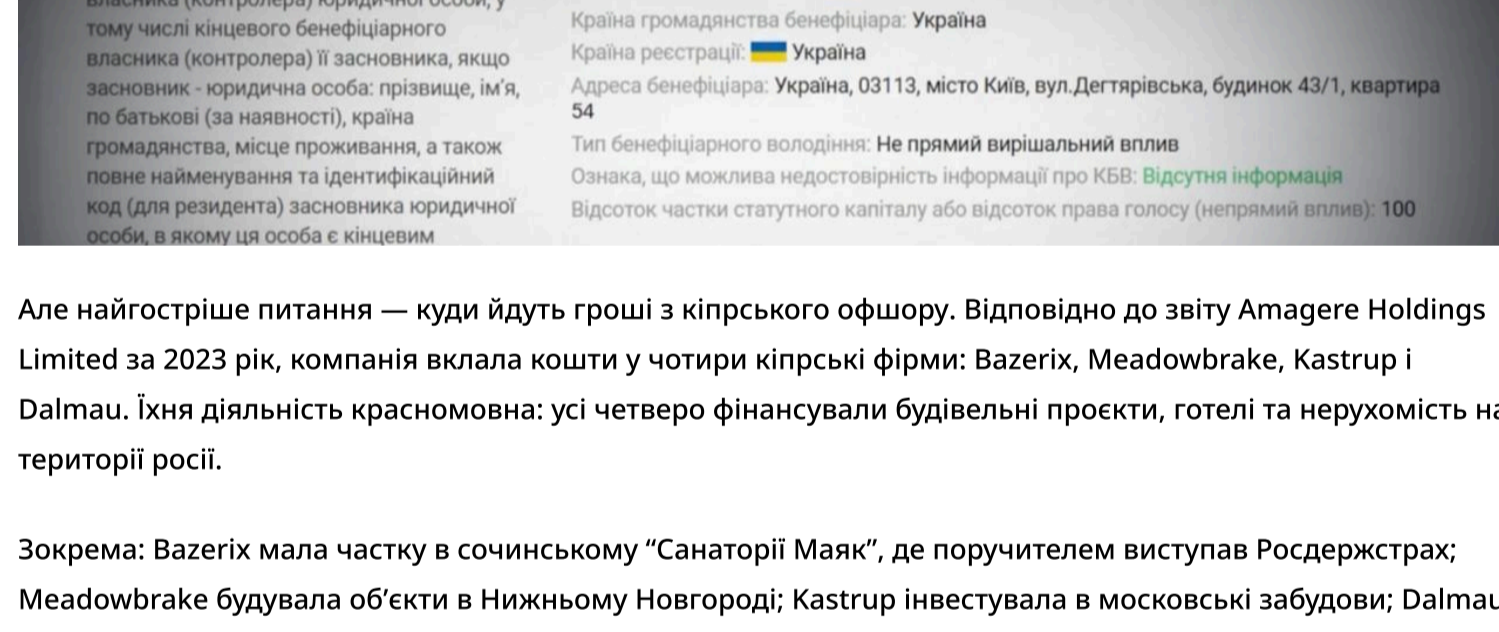 власника (контролера) юридичної особи, у
тому числі кінцевого бенефіціарного
власника (контролера) її засновника, якщо
засновник - юридична особа: прізвище, ім'я,
по батькові (за наявності), країна
громадянства, місце проживання, а також
повне найменування та ідентифікаційний
код (для резидента) засновника юридичної
особи, в якому ця особа є кінцевим
Країна громадянства бенефіціара: Україна
Країна реєстрації: Україна
Адреса бенефіціара: Україна, 03113, місто Київ, вул.Дегтярівська, будинок 43/1, квартира
54
Тип бенефіціарного володіння: Не прямий вирішальний вплив
Ознака, що можлива недостовірність інформації про КБВ: Відсутня інформація
Відсоток частки статутного капіталу або відсоток права голосу (непрямий вплив): 100
Але найгостріше питання — куди йдуть гроші з кіпрського офшору. Відповідно до звіту Amagere Holdings
Limited за 2023 рік, компанія вклала кошти у чотири кіпрські фірми: Bazerix, Meadowbrake, Kastrup і
Dalmau. Їхня діяльність красномовна: усі четверо фінансували будівельні проєкти, готелі та нерухомість на
території росії.
Зокрема: Bazerix мала частку в сочинському “Санаторії Маяк”, де поручителем виступав Росдержстрах;
Meadowbrake будувала об’єкти в Нижньому Новгороді; Kastrup інвестувала в московські забудови; Dalmau